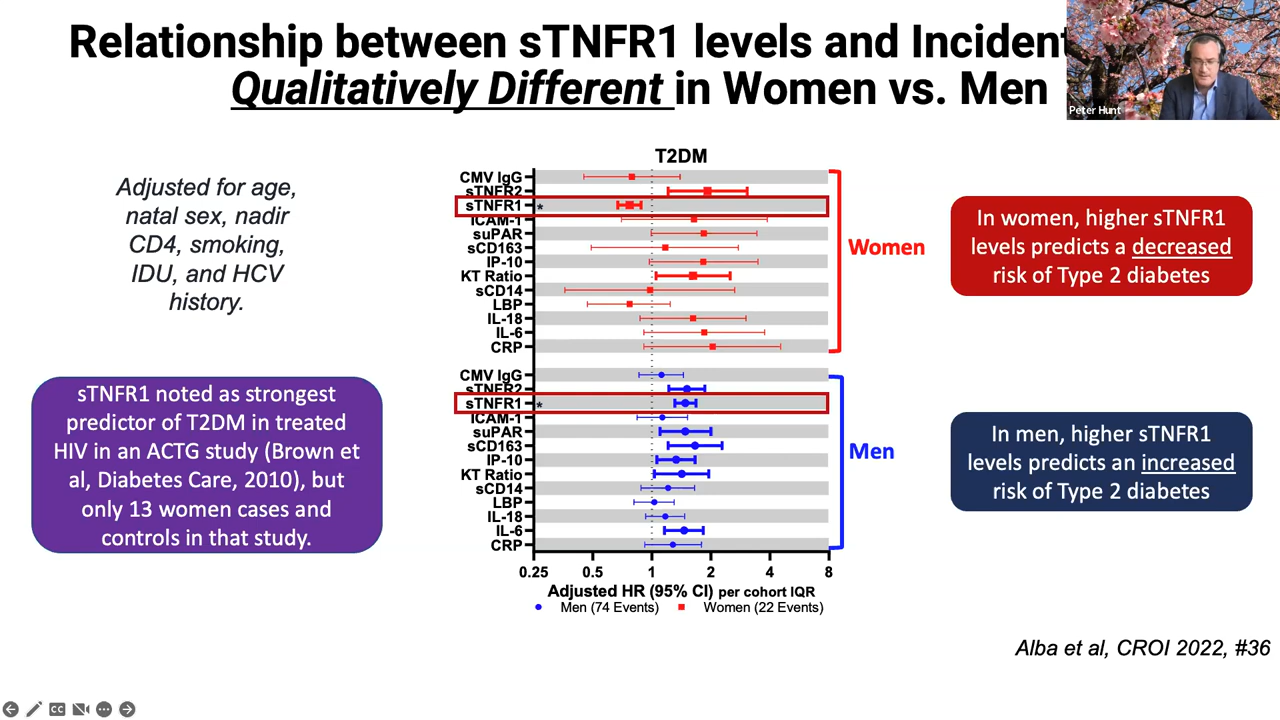 Relationship between sTNFR1 levels and Incident
Qualitatively Different in Women vs. Men
Peter Hunt
Adjusted for age,
natal sex, nadir
CD4, smoking,
IDU, and HCV
history.
sTNFR1 noted as strongest
predictor of T2DM in treated
HIV in an ACTG study (Brown et
al, Diabetes Care, 2010), but
only 13 women cases and
controls in that study.
T2DM
CMV IgG
sTNFR2
sTNFR1 *
ICAM-1
suPAR
sCD163
IP-10
KT Ratio
sCD14
LBP
IL-18
IL-6
CRP
Women
CMV IgG
sTNFR2
sTNFR1 *
ICAM-1
suPAR
sCD163
IP-10
KT Ratio
sCD14
LBP
IL-18
IL-6
CRP
Men
0.25 0.5 1 2 4 8
Adjusted HR (95% CI) per cohort IQR
Men (74 Events) Women (22 Events)
In women, higher sTNFR1
levels predicts a decreased
risk of Type 2 diabetes
In men, higher sTNFR1
levels predicts an increased
risk of Type 2 diabetes
Alba et al, CROI 2022, #36
CC